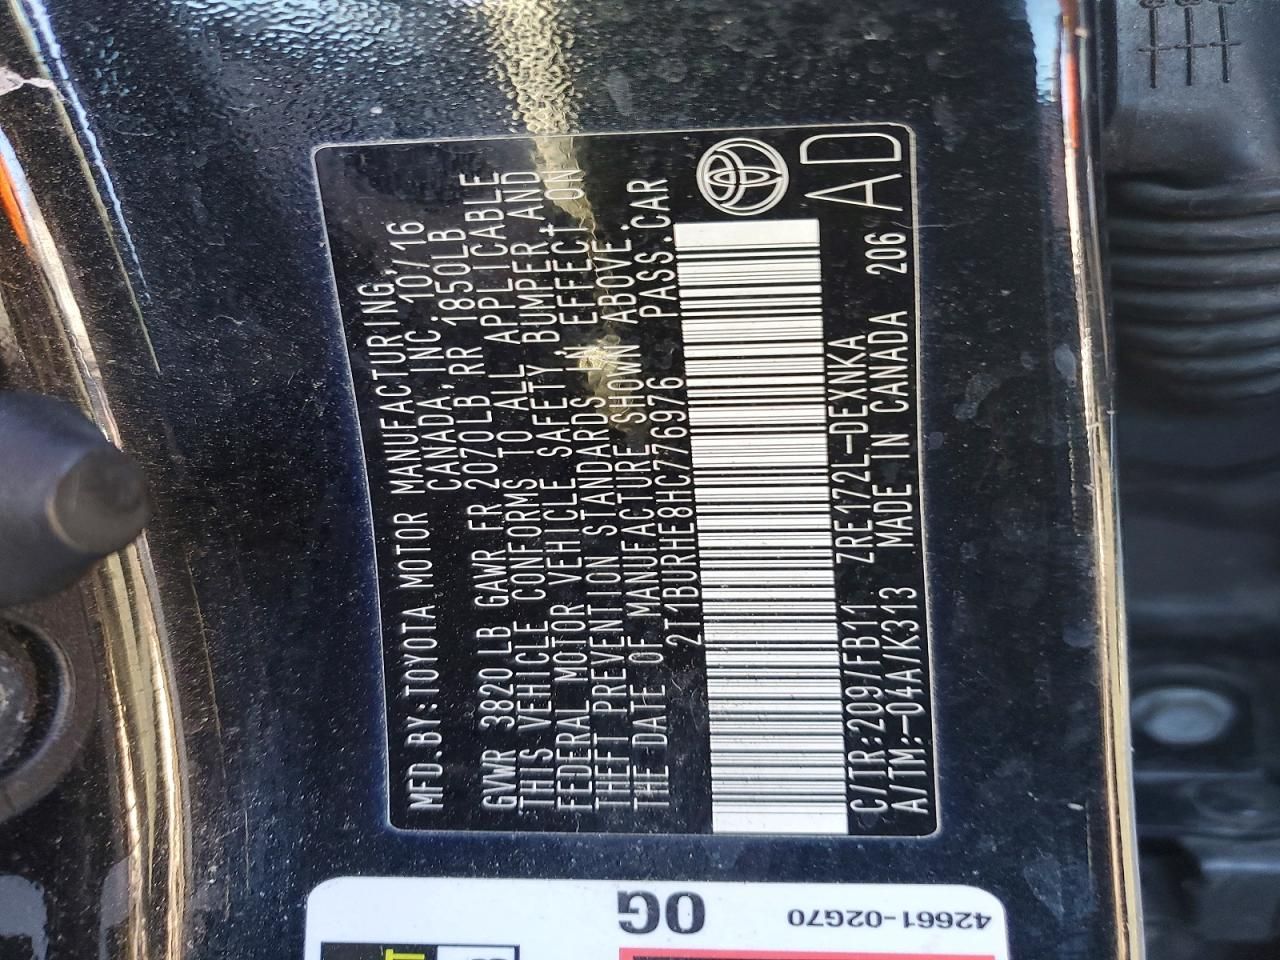 MFD.BY:TOYOTA MOTOR MANUFACTURING,
CANADA,INC 10/16
GVWR 3820LB GAWR FR 2070LB RR 1850LB
THIS VEHICLE CONFORMS TO ALL APPLICABLE
FEDERAL MOTOR VEHICLE SAFETY, BUMPER, AND
THEFT PREVENTION STANDARDS IN EFFECT ON
THE DATE OF MANUFACTURE SHOWN ABOVE.
2T1BURHE8HC776976 PASS.CAR
C/TR:209/FB11 ZRE172L-DEXNKA
A/TM:-04A/K313 MADE IN CANADA 206
AD
0G
42661-02G70